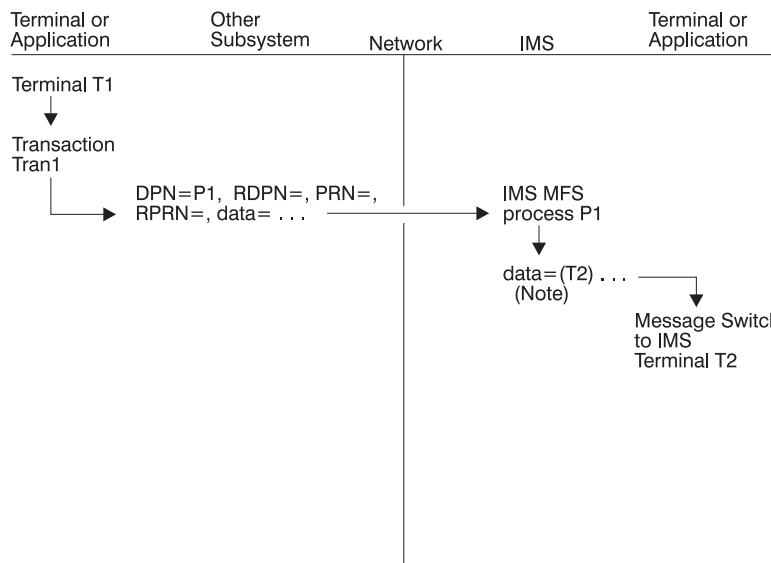 Terminal or
Application
Other
Subsystem
Network
IMS
Terminal or
Application
Terminal T1
Transaction
Tran1
DPN=P1, RDPN=, PRN=,
RPRN=, data= . . .
IMS MFS
process P1
data=(T2) . . .
(Note)
Message Switch
to IMS
Terminal T2